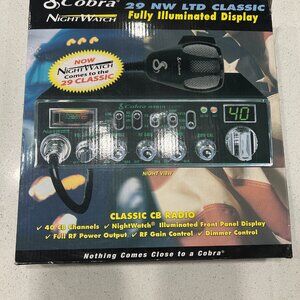 Cobra
29 NW LTD CLASSIC
NIGHTWATCH
Fully Illuminated Display
NOW
NIGHTWATCH
Comes to the
29 CLASSIC
Cobra
40
NIGHT VIEW
CLASSIC CB RADIO
✓ 40 CB Channels ✓ NightWatch® Illuminated Front Panel Display
✓ Full RF Power Output ✓ RF Gain Control ✓ Dimmer Control
Nothing Comes Close to a Cobra®